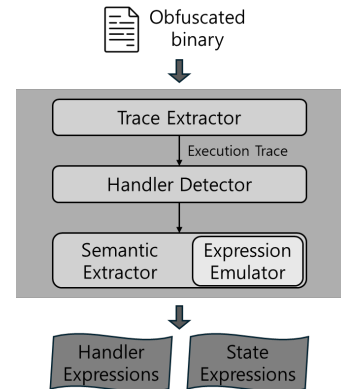 Obfuscated
binary
Trace Extractor
Execution Trace
Handler Detector
Semantic
Extractor
Expression
Emulator
Handler
Expressions
State
Expressions